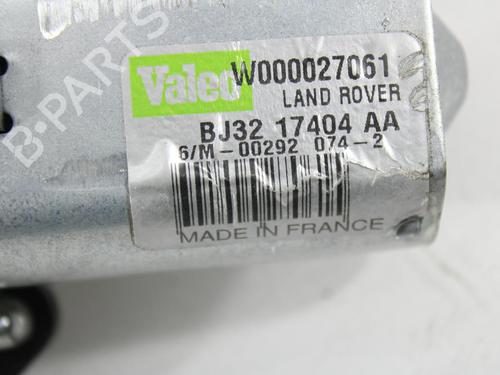 B-PARTS
Valeo W000027061
LAND ROVER
BJ32 17404 AA
6/M-00292 074-2
MADE IN FRANCE